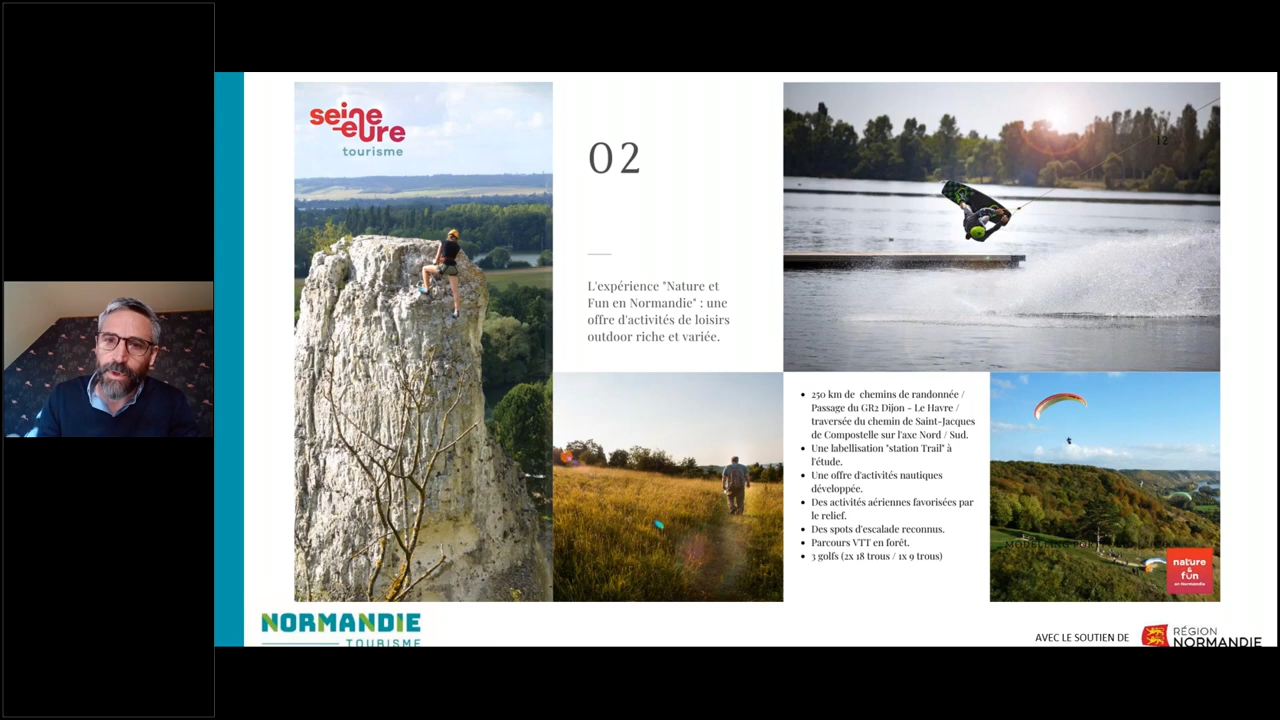 seine
eure
tourisme
02
L'expérience "Nature et
Fun en Normandie" : une
offre d'activités de loisirs
outdoor riche et variée.
12
• 250 km de chemins de randonnée /
Passage du GR2 Dijon - Le Havre /
traversée du chemin de Saint-Jacques
de Compostelle sur l'axe Nord / Sud.
• Une labellisation "station Trail" à
l'étude.
• Une offre d'activités nautiques
développée.
• Des activités aériennes favorisées par
le relief.
• Des spots d'escalade reconnus.
• Parcours VTT en forêt.
• 3 golfs (2x 18 trous / 1x 9 trous)
nature
&
fun
en Normandie
NORMANDIE
TOURISME
AVEC LE SOUTIEN DE
RÉGION
NORMANDIE